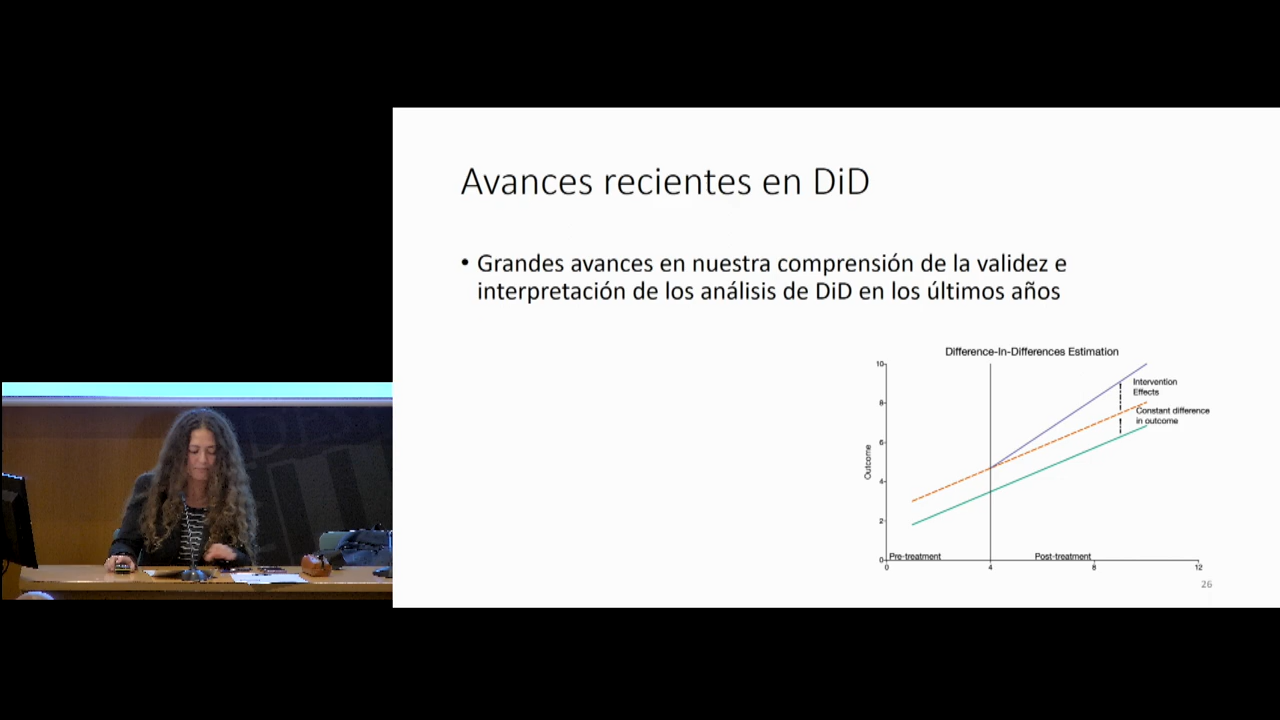 Avances recientes en DiD
• Grandes avances en nuestra comprensión de la validez e
interpretación de los análisis de DiD en los últimos años
Difference-In-Differences Estimation
10
8
6
4
2
0
Outcome
Intervention
Effects
Constant difference
in outcome
Pre-treatment
Post-treatment
0
4
8
12
26